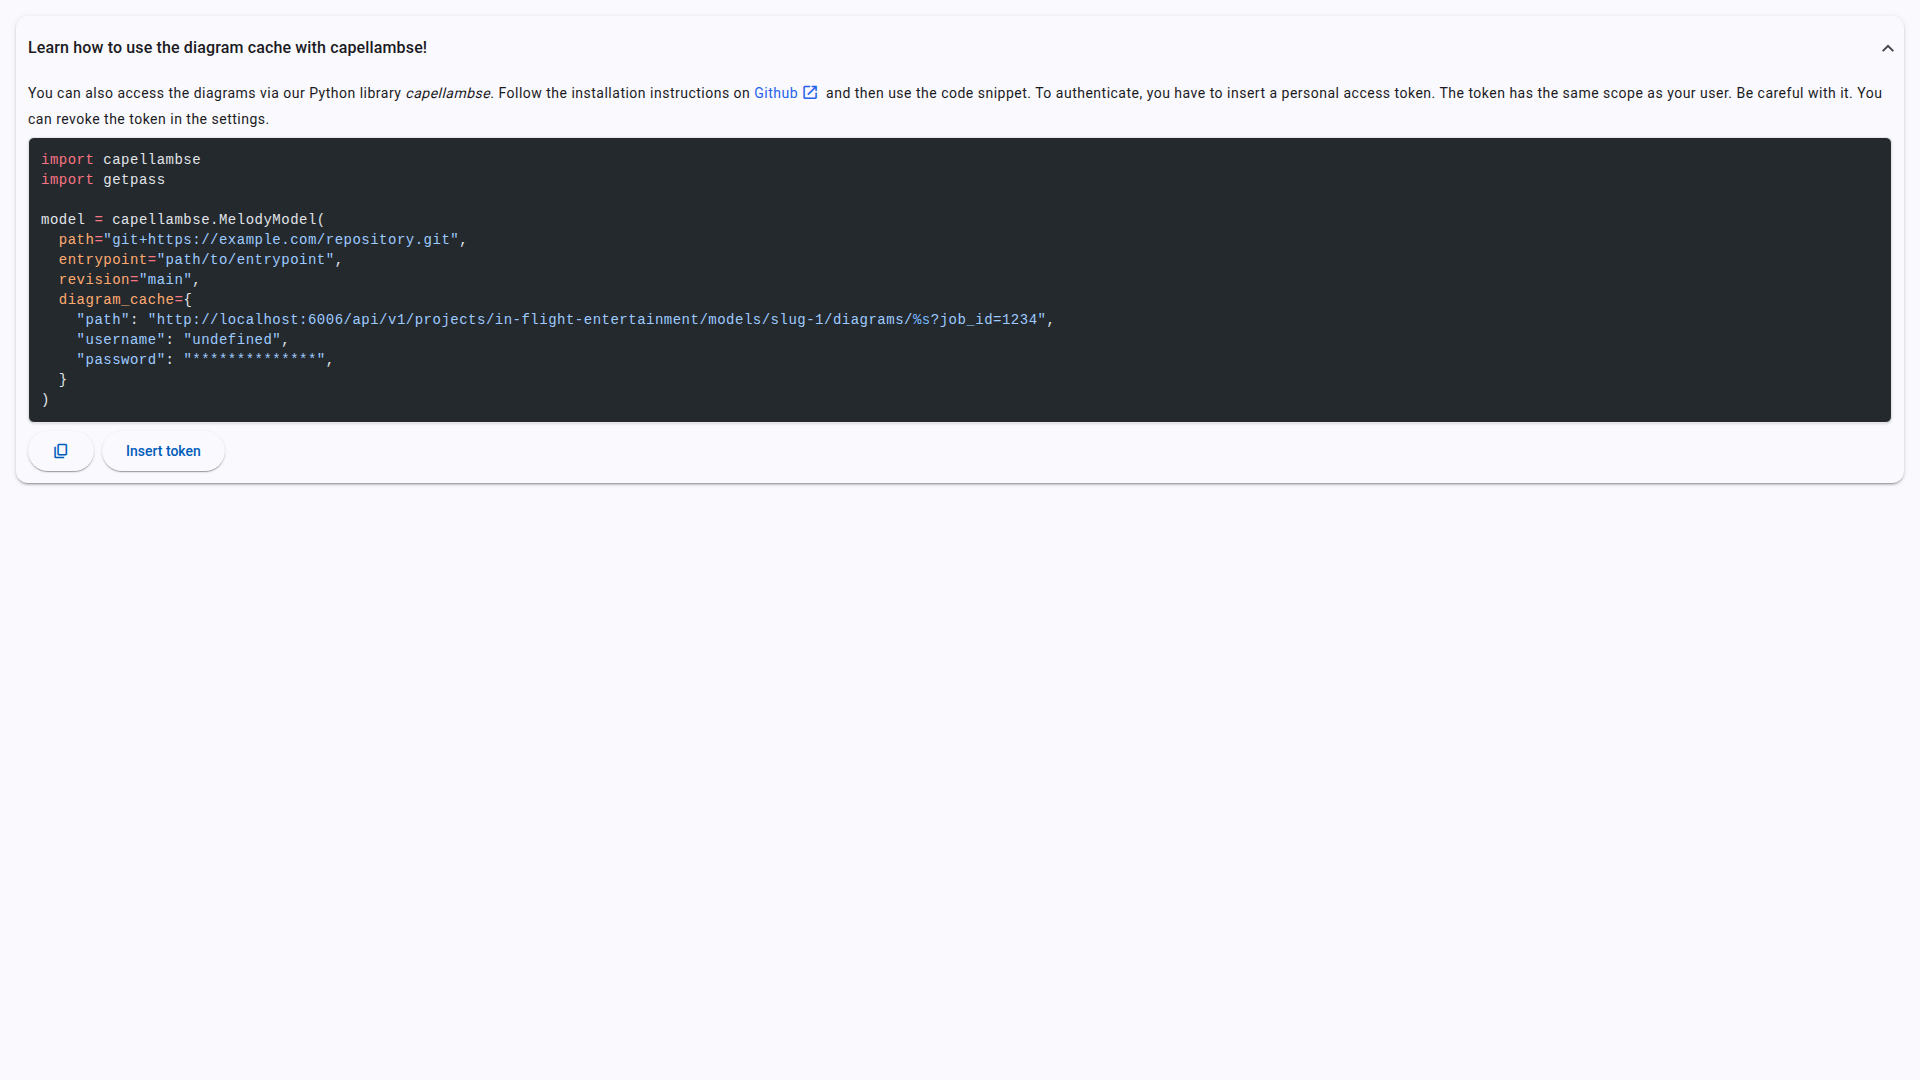 Learn how to use the diagram cache with capellambse!
You can also access the diagrams via our Python library capellambse. Follow the installation instructions on Github and then use the code snippet. To authenticate, you have to insert a personal access token. The token has the same scope as your user. Be careful with it. You
can revoke the token in the settings.
import capellambse
import getpass
model = capellambse.MelodyModel(
  path="git+https://example.com/repository.git",
  entrypoint="path/to/entrypoint",
  revision="main",
  diagram_cache={
    "path": "http://localhost:6006/api/v1/projects/in-flight-entertainment/models/slug-1/diagrams/%s?job_id=1234",
    "username": "undefined",
    "password": "**************",
  }
)
Insert token